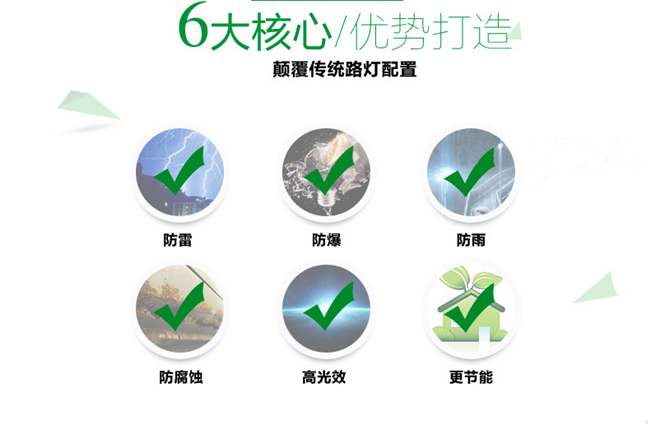 6大核心/优势打造
颠覆传统路灯配置
防雷
防爆
防雨
防腐蚀
高光效
更节能